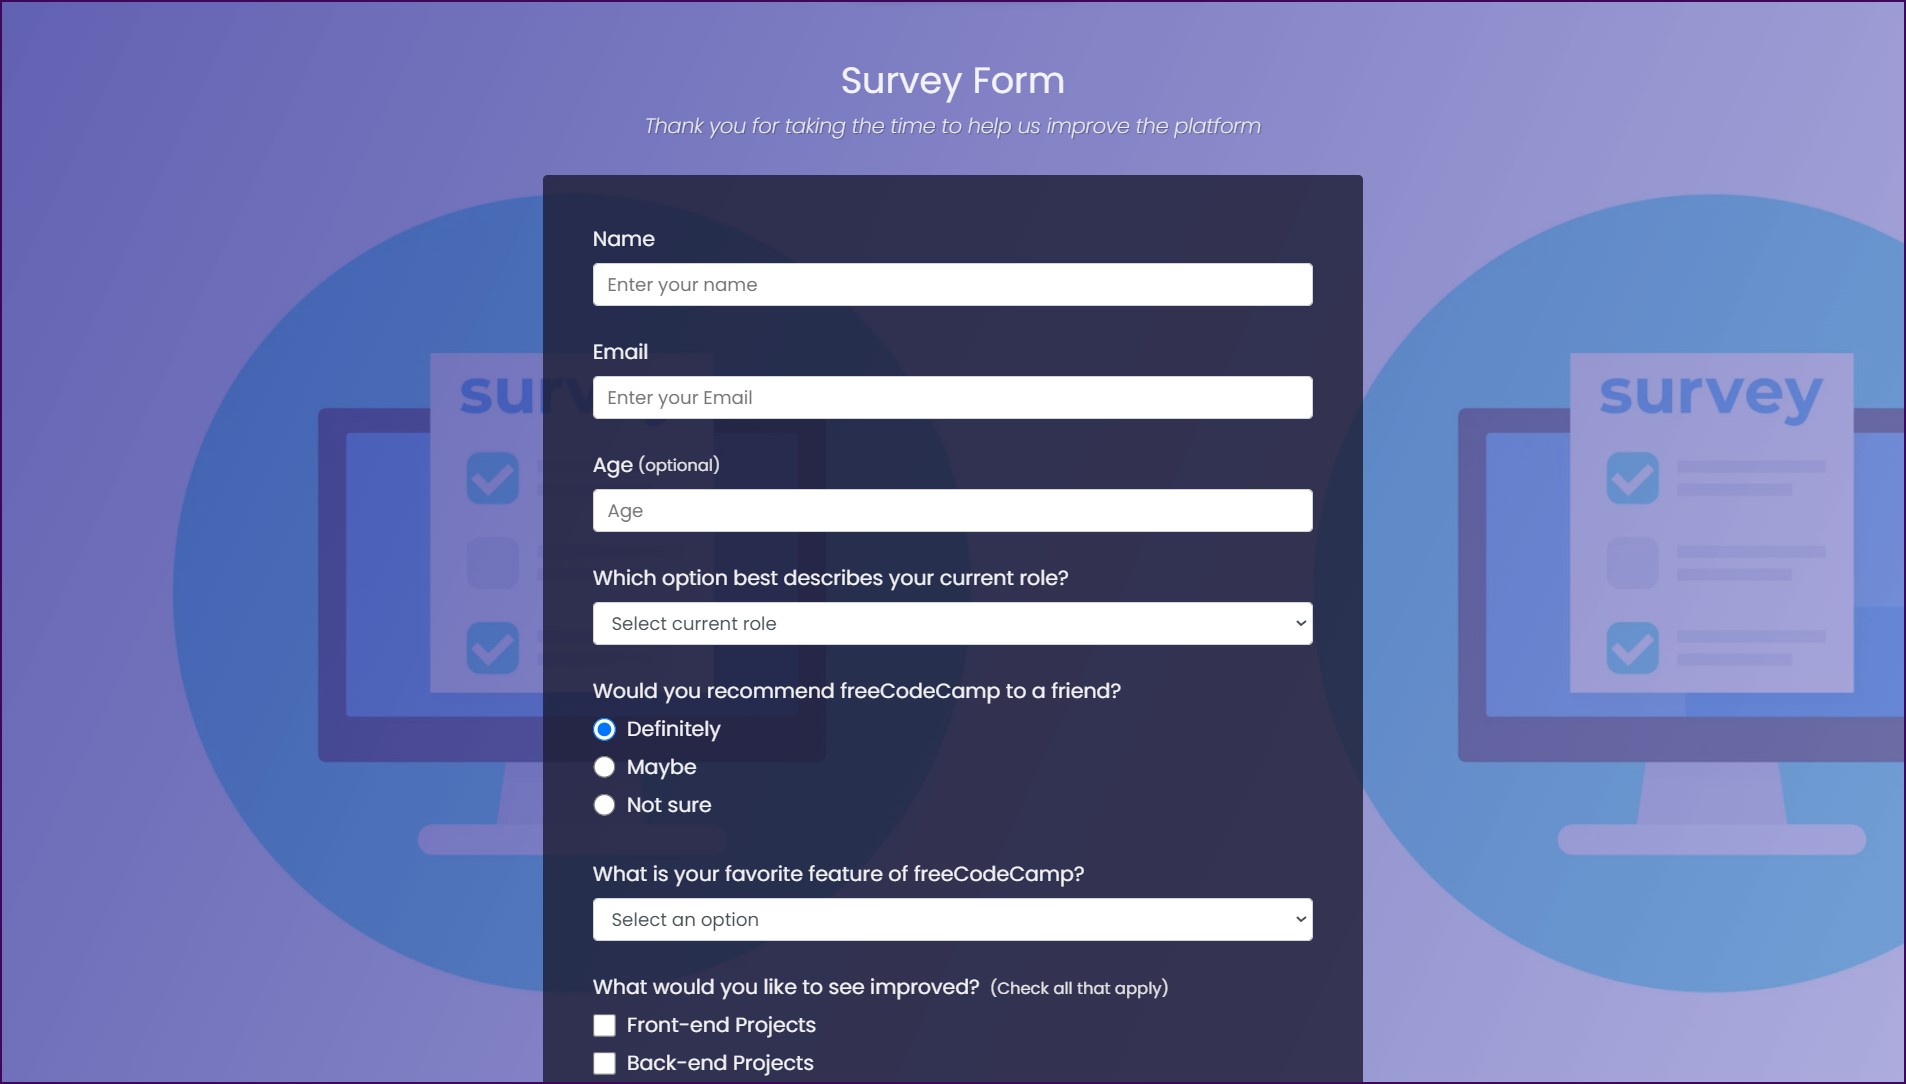 Survey Form
Thank you for taking the time to help us improve the platform
Name
Enter your name
Email
Enter your Email
survey
Age (optional)
Age
Which option best describes your current role?
Select current role
Would you recommend freeCodeCamp to a friend?
Definitely
Maybe
Not sure
What is your favorite feature of freeCodeCamp?
Select an option
What would you like to see improved? (Check all that apply)
Front-end Projects
Back-end Projects